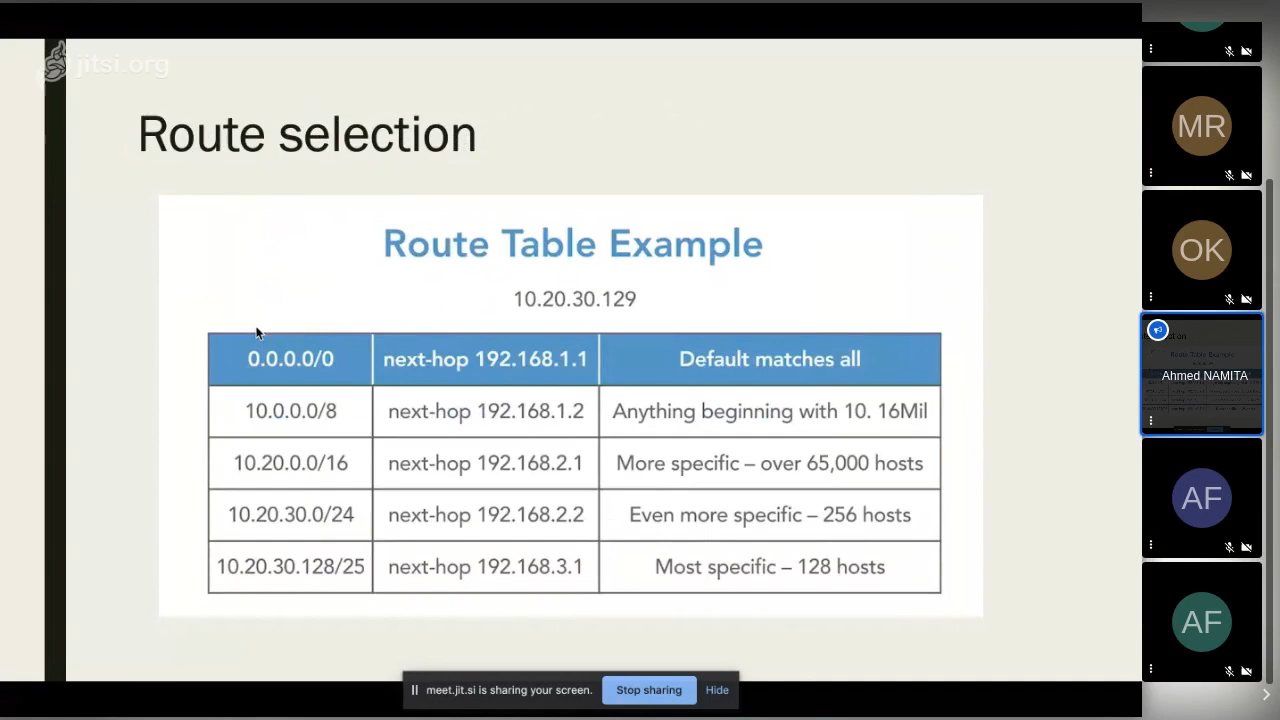 jitsi.org
Route selection
Route Table Example
10.20.30.129
0.0.0.0/0 next-hop 192.168.1.1 Default matches all
10.0.0.0/8 next-hop 192.168.1.2 Anything beginning with 10. 16Mil
10.20.0.0/16 next-hop 192.168.2.1 More specific – over 65,000 hosts
10.20.30.0/24 next-hop 192.168.2.2 Even more specific – 256 hosts
10.20.30.128/25 next-hop 192.168.3.1 Most specific – 128 hosts
meet.jit.si is sharing your screen. Stop sharing Hide
MR
OK
Route Table Example
Ahmed NAMITA
AF
AF